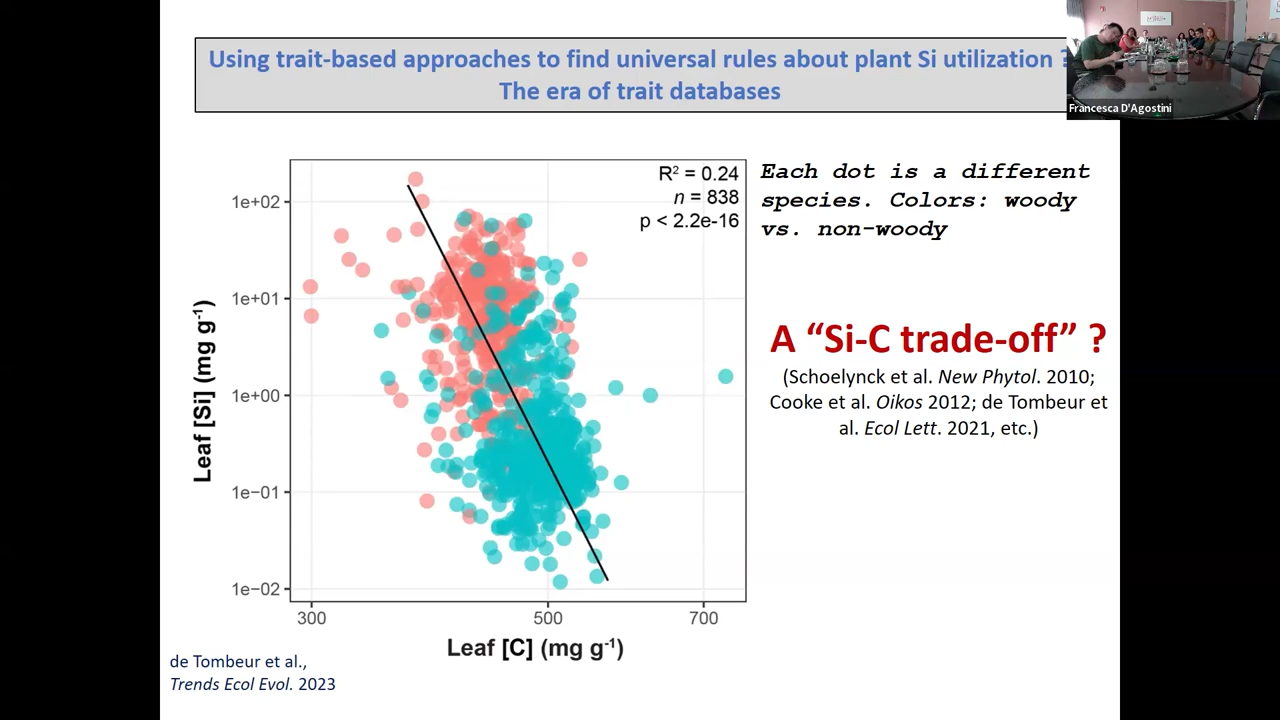 Using trait-based approaches to find universal rules about plant Si utilization ?
The era of trait databases
Francesca D'Agostini
R² = 0.24
n = 838
p < 2.2e-16
Each dot is a different
species. Colors: woody
vs. non-woody
A “Si-C trade-off” ?
(Schoelynck et al. New Phytol. 2010;
Cooke et al. Oikos 2012; de Tombeur et
al. Ecol Lett. 2021, etc.)
Leaf [Si] (mg g⁻¹)
1e+02
1e+01
1e+00
1e−01
1e−02
300
500
700
Leaf [C] (mg g⁻¹)
de Tombeur et al.,
Trends Ecol Evol. 2023